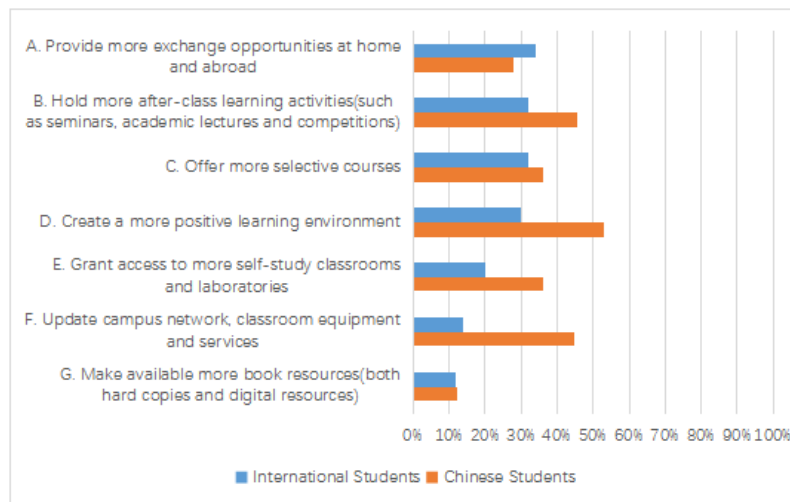 A. Provide more exchange opportunities at home
and abroad
B. Hold more after-class learning activities(such
as seminars, academic lectures and competitions)
C. Offer more selective courses
D. Create a more positive learning environment
E. Grant access to more self-study classrooms
and laboratories
F. Update campus network, classroom equipment
and services
G. Make available more book resources(both
hard copies and digital resources)
0% 10% 20% 30% 40% 50% 60% 70% 80% 90% 100%
International Students Chinese Students